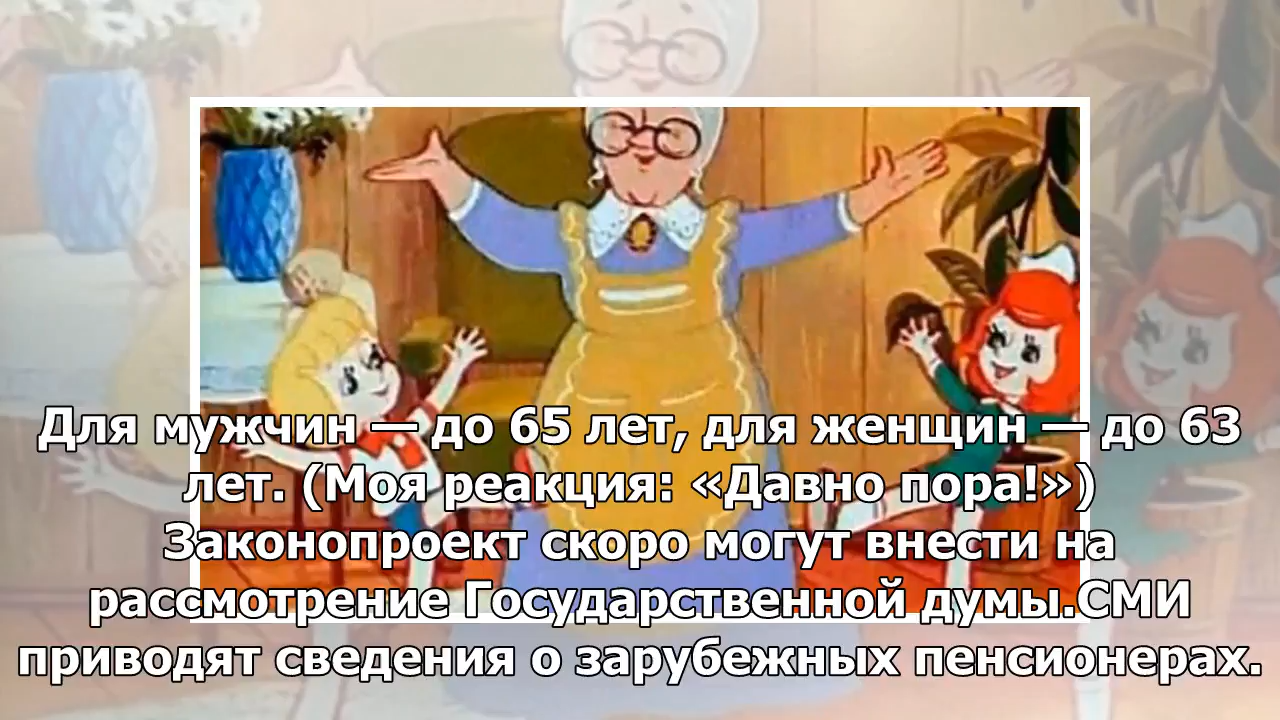 Для мужчин — до 65 лет, для женщин — до 63
лет. (Моя реакция: «Давно пора!»)
Законопроект скоро могут внести на
рассмотрение Государственной думы.СМИ
приводят сведения о зарубежных пенсионерах.